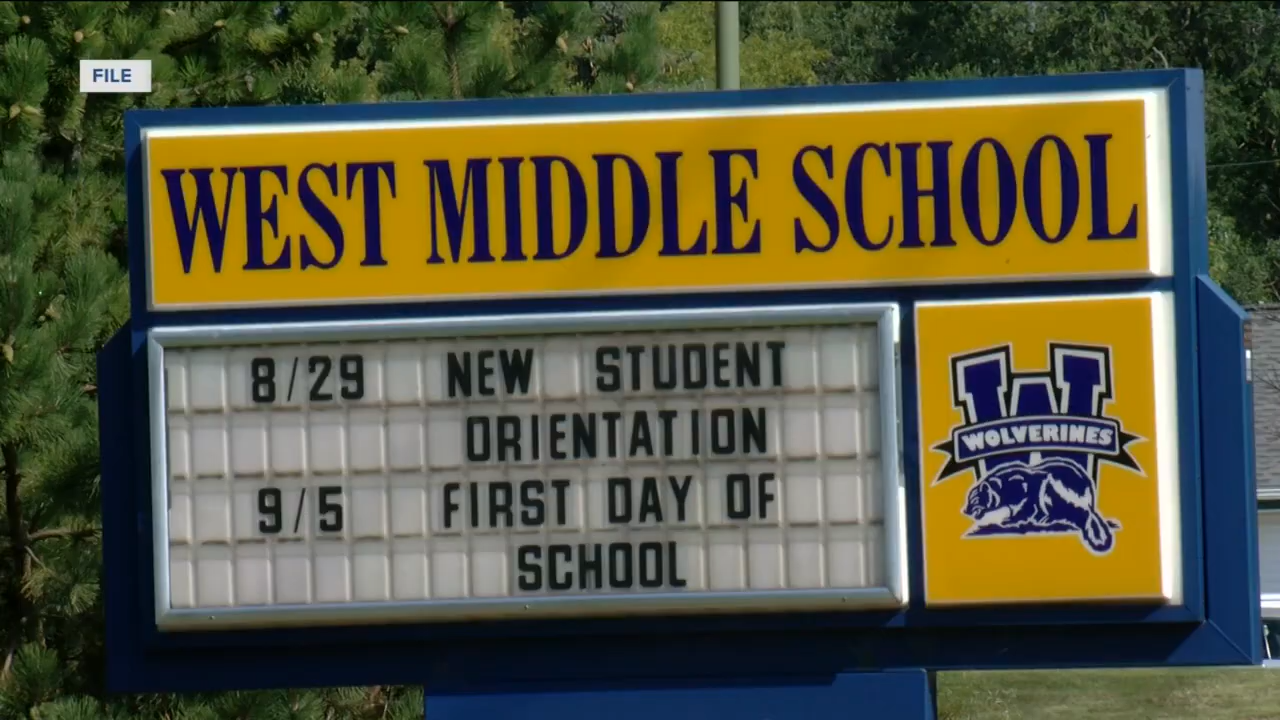 FILE
WEST MIDDLE SCHOOL
8/29 NEW STUDENT
ORIENTATION
9/5 FIRST DAY OF
SCHOOL
W
WOLVERINES